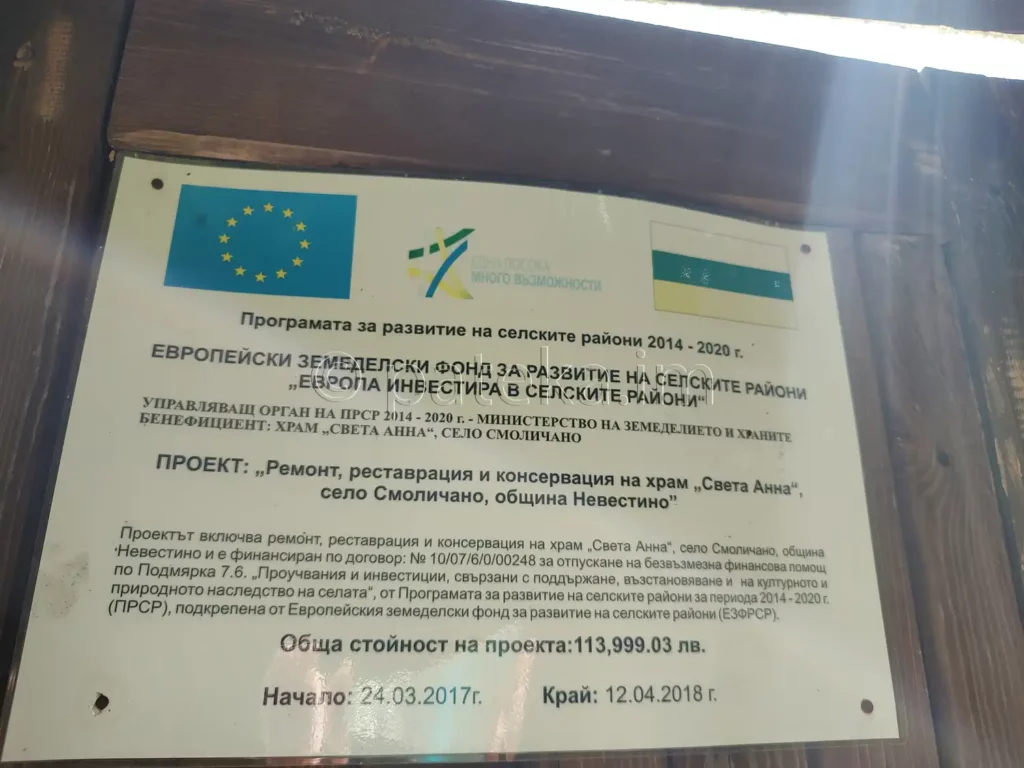 ЕДНА ПОСОКА
МНОГО ВЪЗМОЖНОСТИ
Програмата за развитие на селските райони 2014 - 2020 г.
ЕВРОПЕЙСКИ ЗЕМЕДЕЛСКИ ФОНД ЗА РАЗВИТИЕ НА СЕЛСКИТЕ РАЙОНИ
„ЕВРОПА ИНВЕСТИРА В СЕЛСКИТЕ РАЙОНИ“
© puteka.im
УПРАВЛЯВАЩ ОРГАН НА ПРСР 2014 - 2020 г. - МИНИСТЕРСТВО НА ЗЕМЕДЕЛИЕТО И ХРАНИТЕ
БЕНЕФИЦИЕНТ: ХРАМ „СВЕТА АННА“, СЕЛО СМОЛИЧАНО
ПРОЕКТ: „Ремонт, реставрация и консервация на храм „Света Анна“,
село Смоличано, община Невестино”
Проектът включва ремонт, реставрация и консервация на храм „Света Анна“, село Смоличано, община
Невестино и е финансиран по договор: № 10/07/6/0/00248 за отпускане на безвъзмезна финансова помощ
по Подмярка 7.6. „Проучвания и инвестиции, свързани с поддържане, възстановяване и на културното и
природното наследство на селата“, от Програмата за развитие на селските райони за периода 2014 - 2020 г.
(ПРСР), подкрепена от Европейския земеделски фонд за развитие на селските райони (ЕЗФРСР).
Обща стойност на проекта:113,999.03 лв.
Начало: 24.03.2017г. Край: 12.04.2018 г.